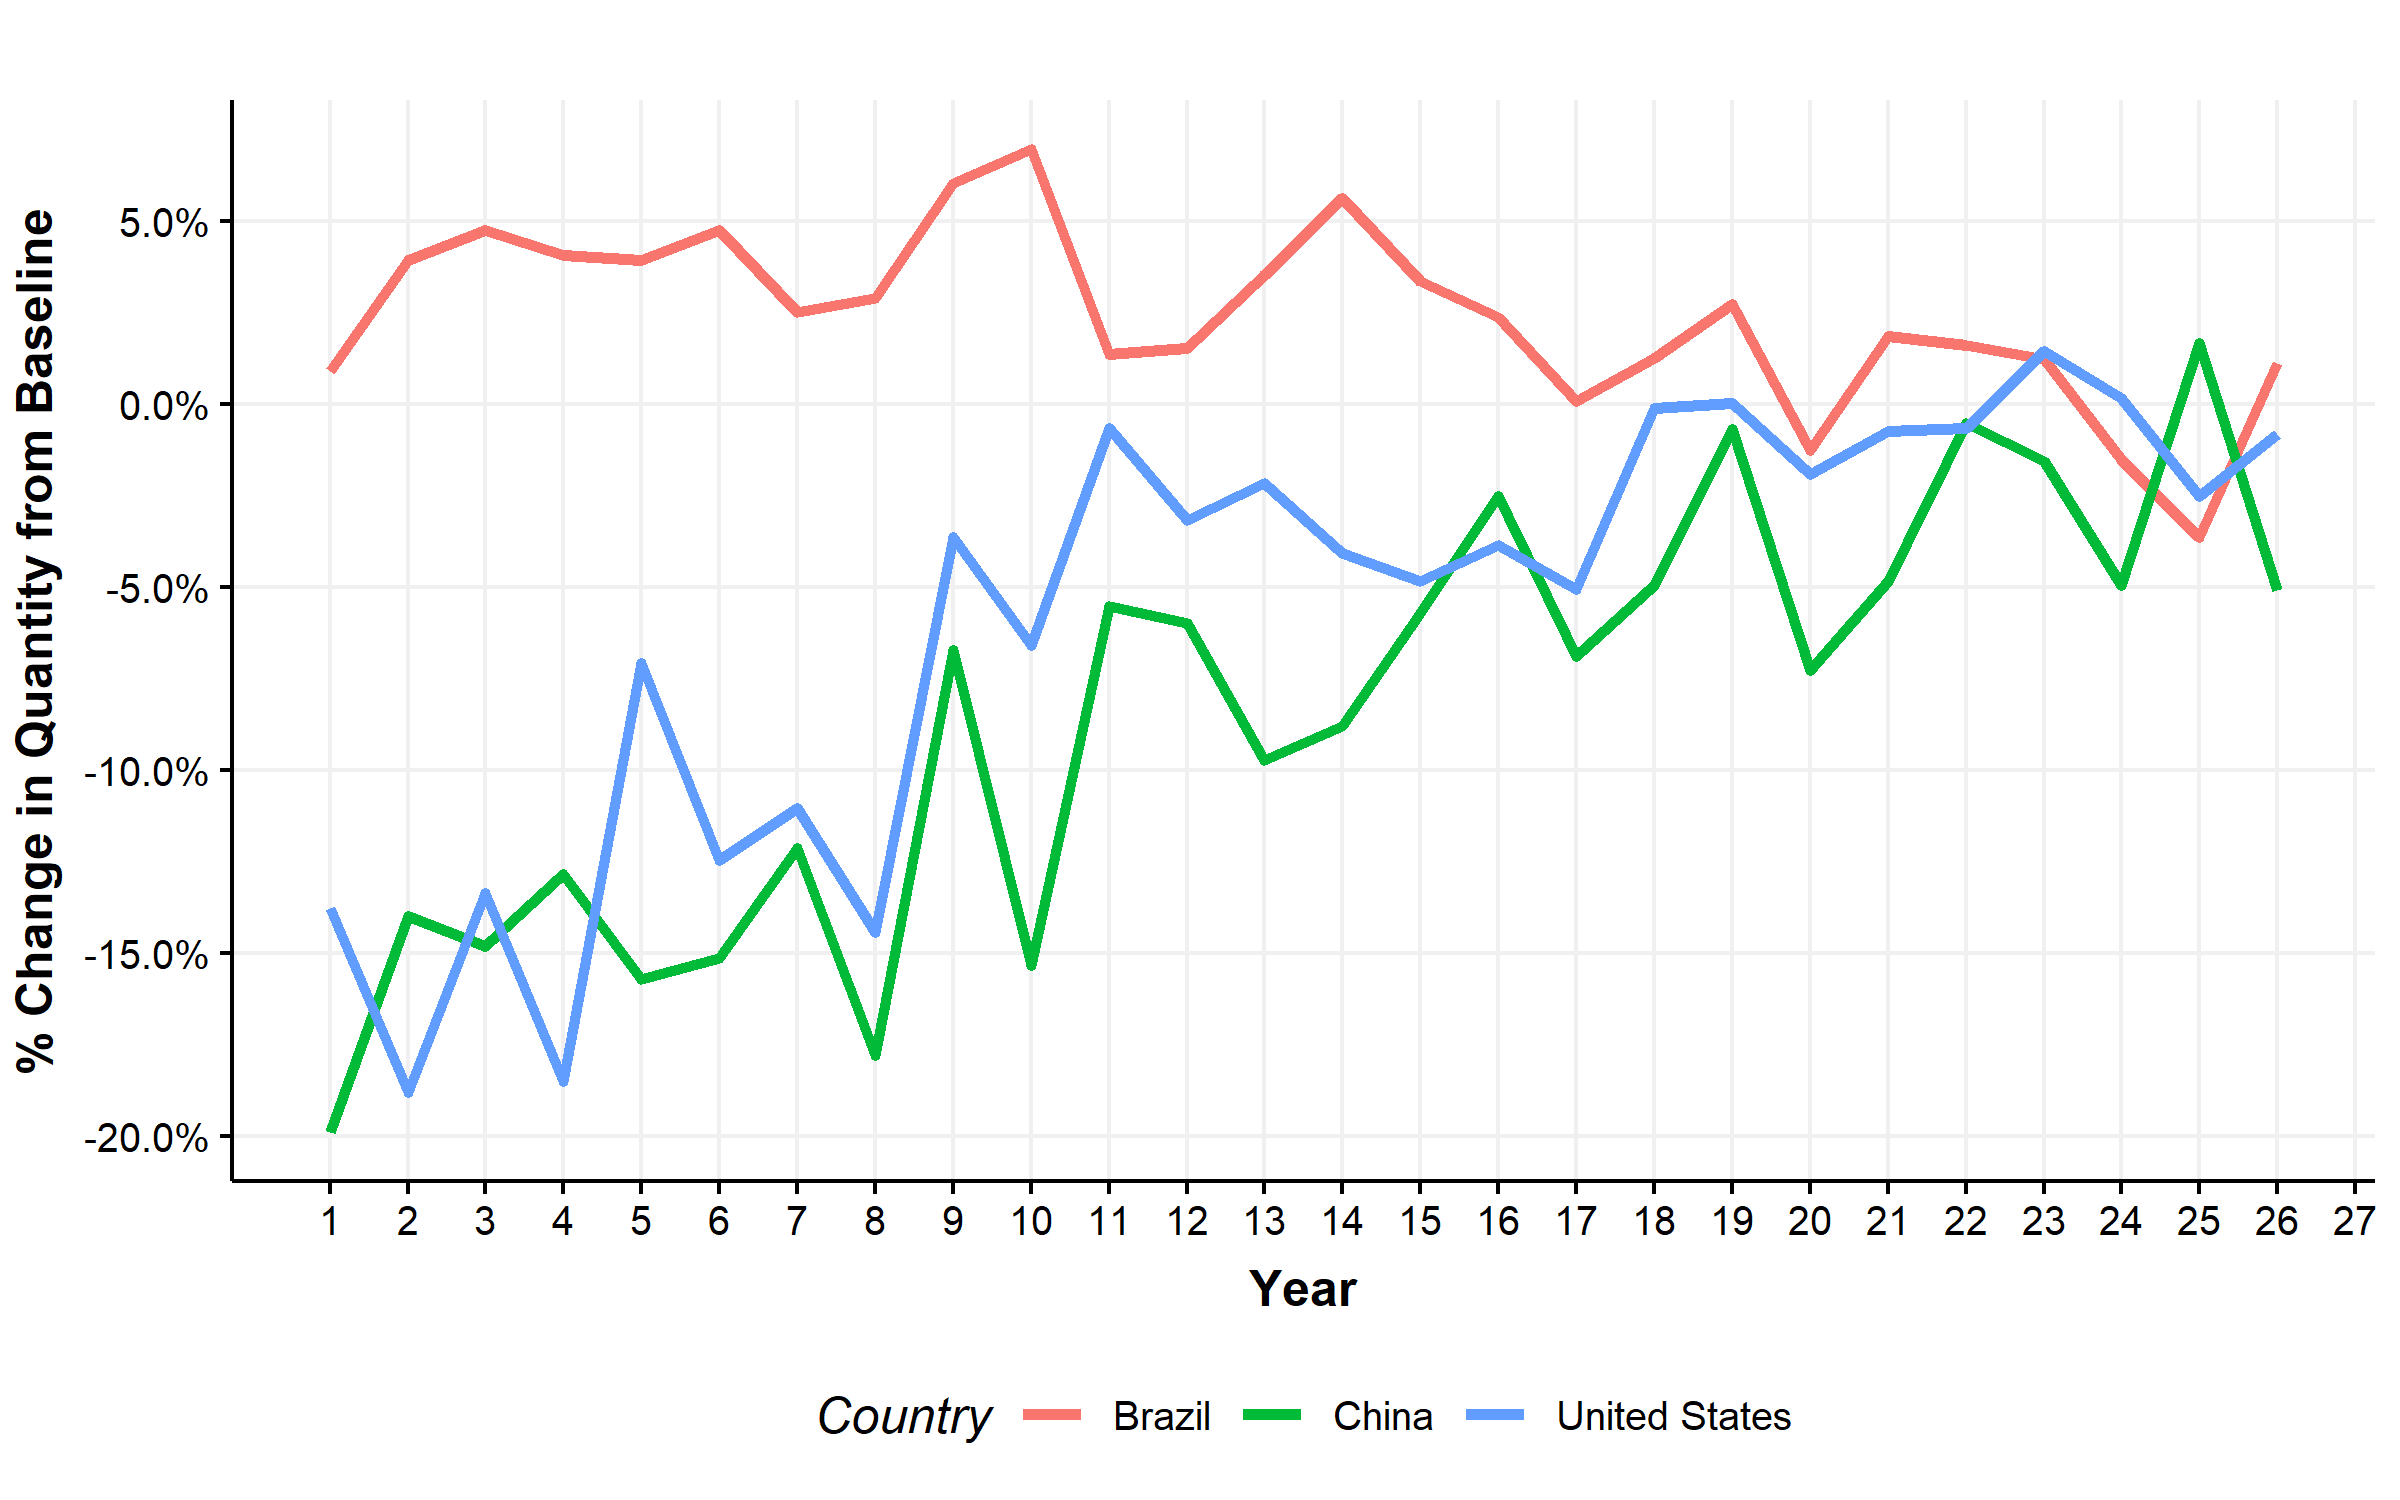 % Change in Quantity from Baseline
5.0%
0.0%
-5.0%
-10.0%
-15.0%
-20.0%
1 2 3 4 5 6 7 8 9 10 11 12 13 14 15 16 17 18 19 20 21 22 23 24 25 26 27
Year
Country Brazil China United States